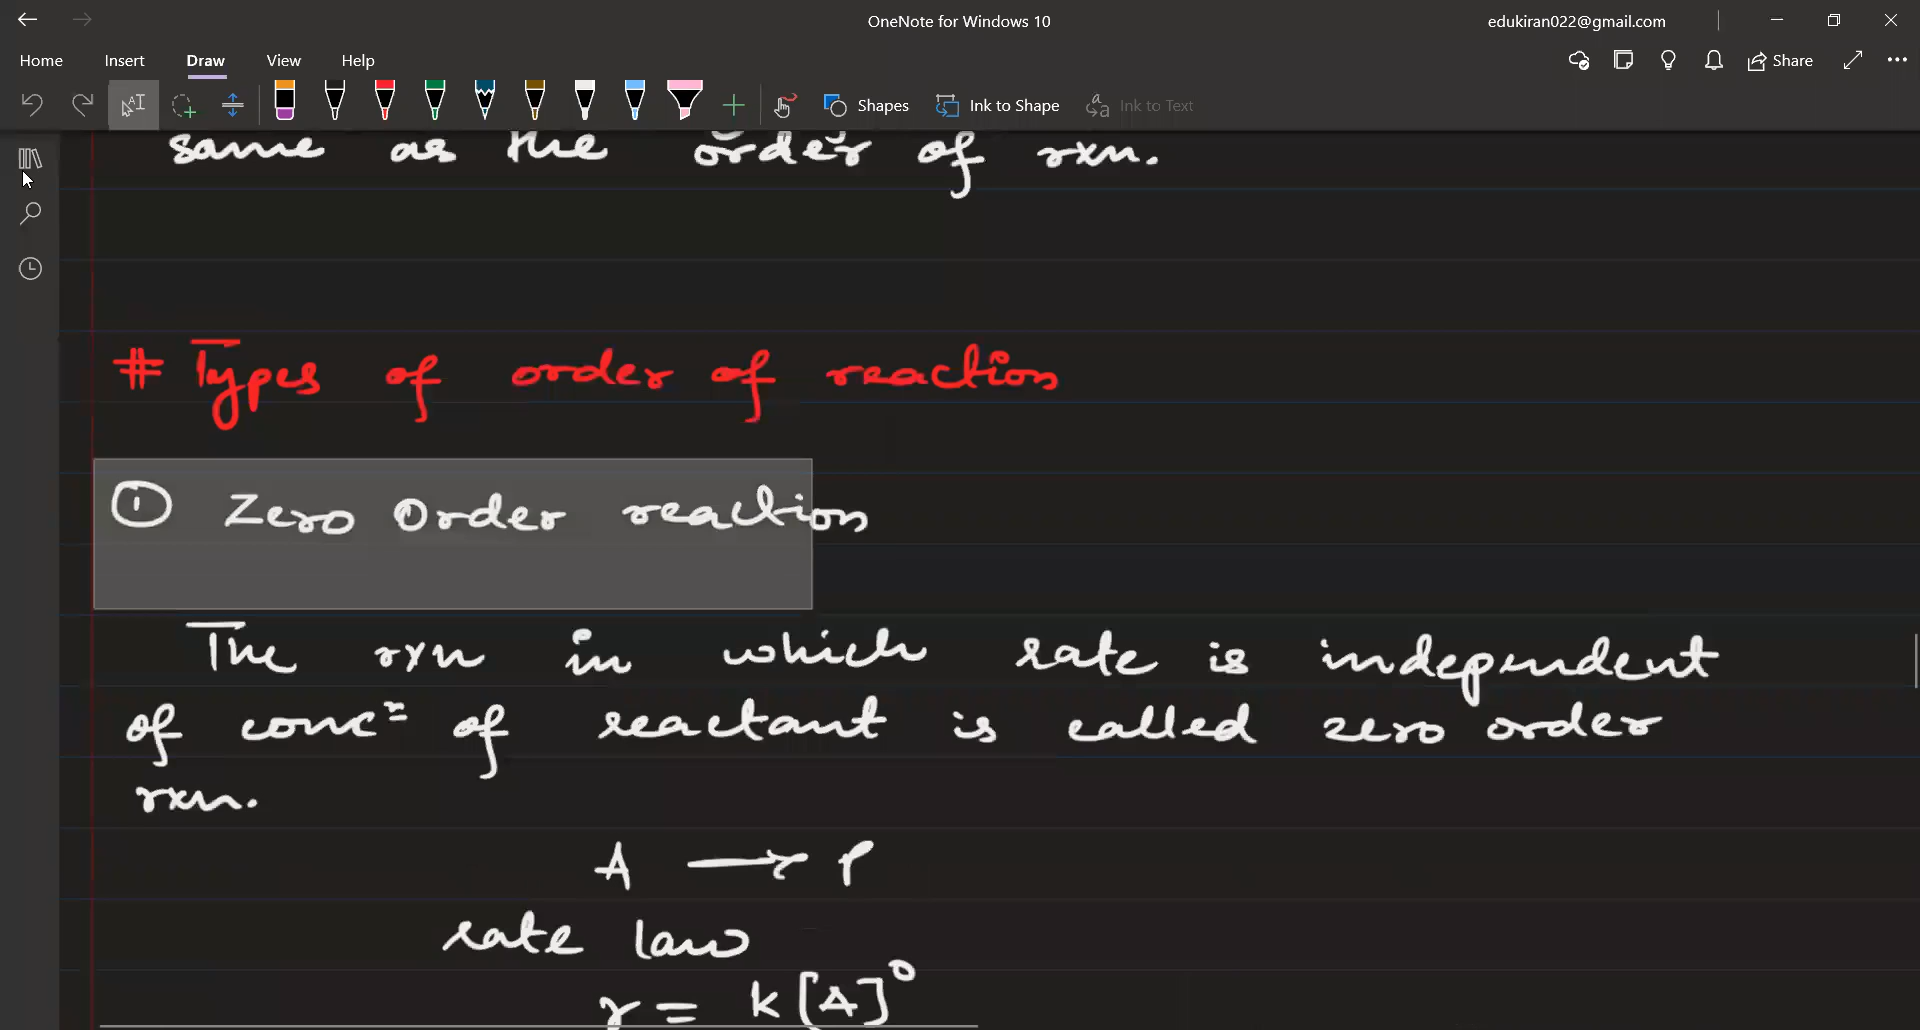 OneNote for Windows 10
edukiran022@gmail.com
Home Insert Draw View Help
Share
Shapes Ink to Shape Ink to Text
same as the order of rxn.
# Types of order of reaction
① Zero Order reaction
The rxn in which rate is independent
of concⁿ of reactant is called zero order
rxn.
A → P
rate law
r = k[A]⁰